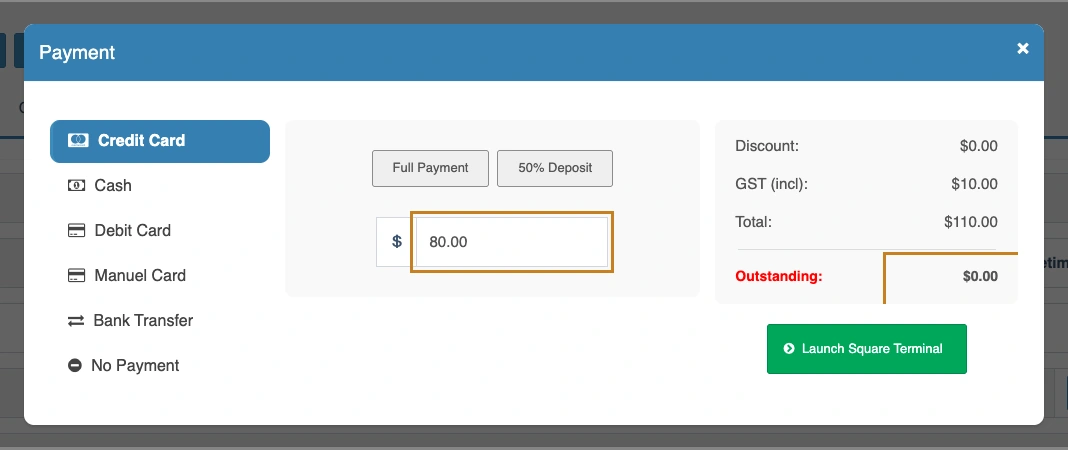 Payment
×
Credit Card
Cash
Debit Card
Manuel Card
Bank Transfer
No Payment
Full Payment
50% Deposit
$ 80.00
Discount: $0.00
GST (incl): $10.00
Total: $110.00
Outstanding: $0.00
Launch Square Terminal